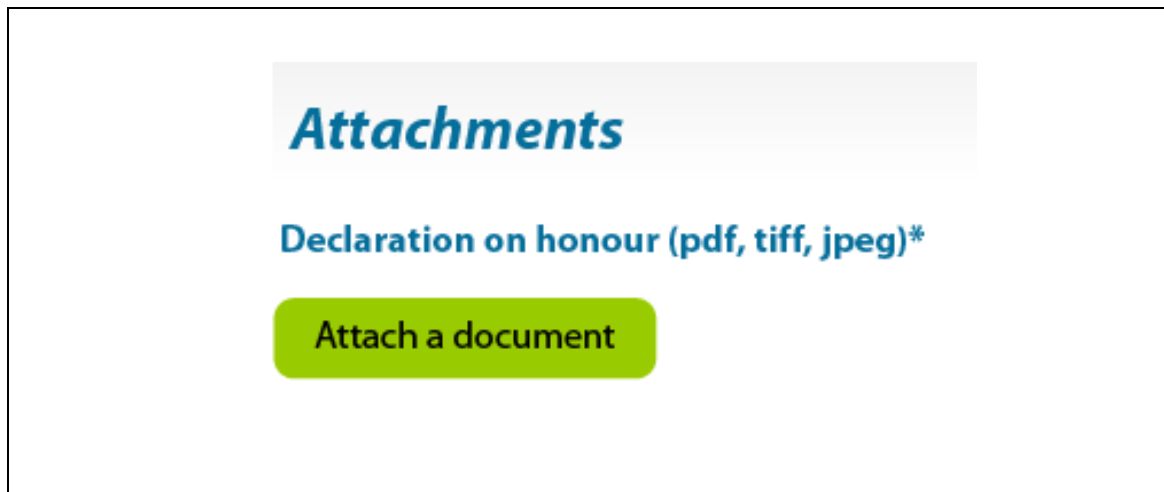 Attachments
Declaration on honour (pdf, tiff, jpeg)*
Attach a document